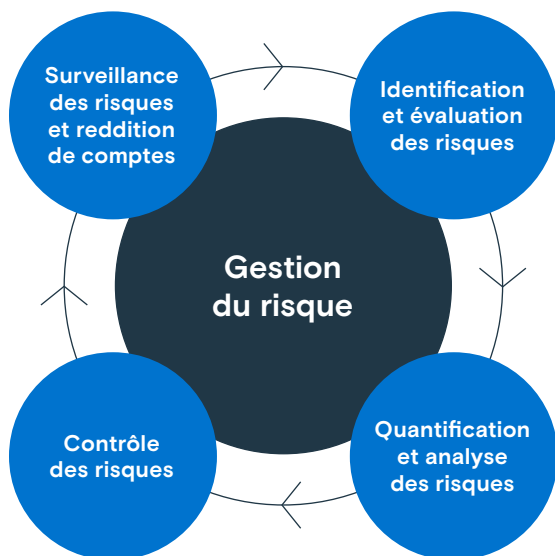 Surveillance
des risques
et reddition
de comptes
Identification
et évaluation
des risques
Gestion
du risque
Contrôle
des risques
Quantification
et analyse
des risques